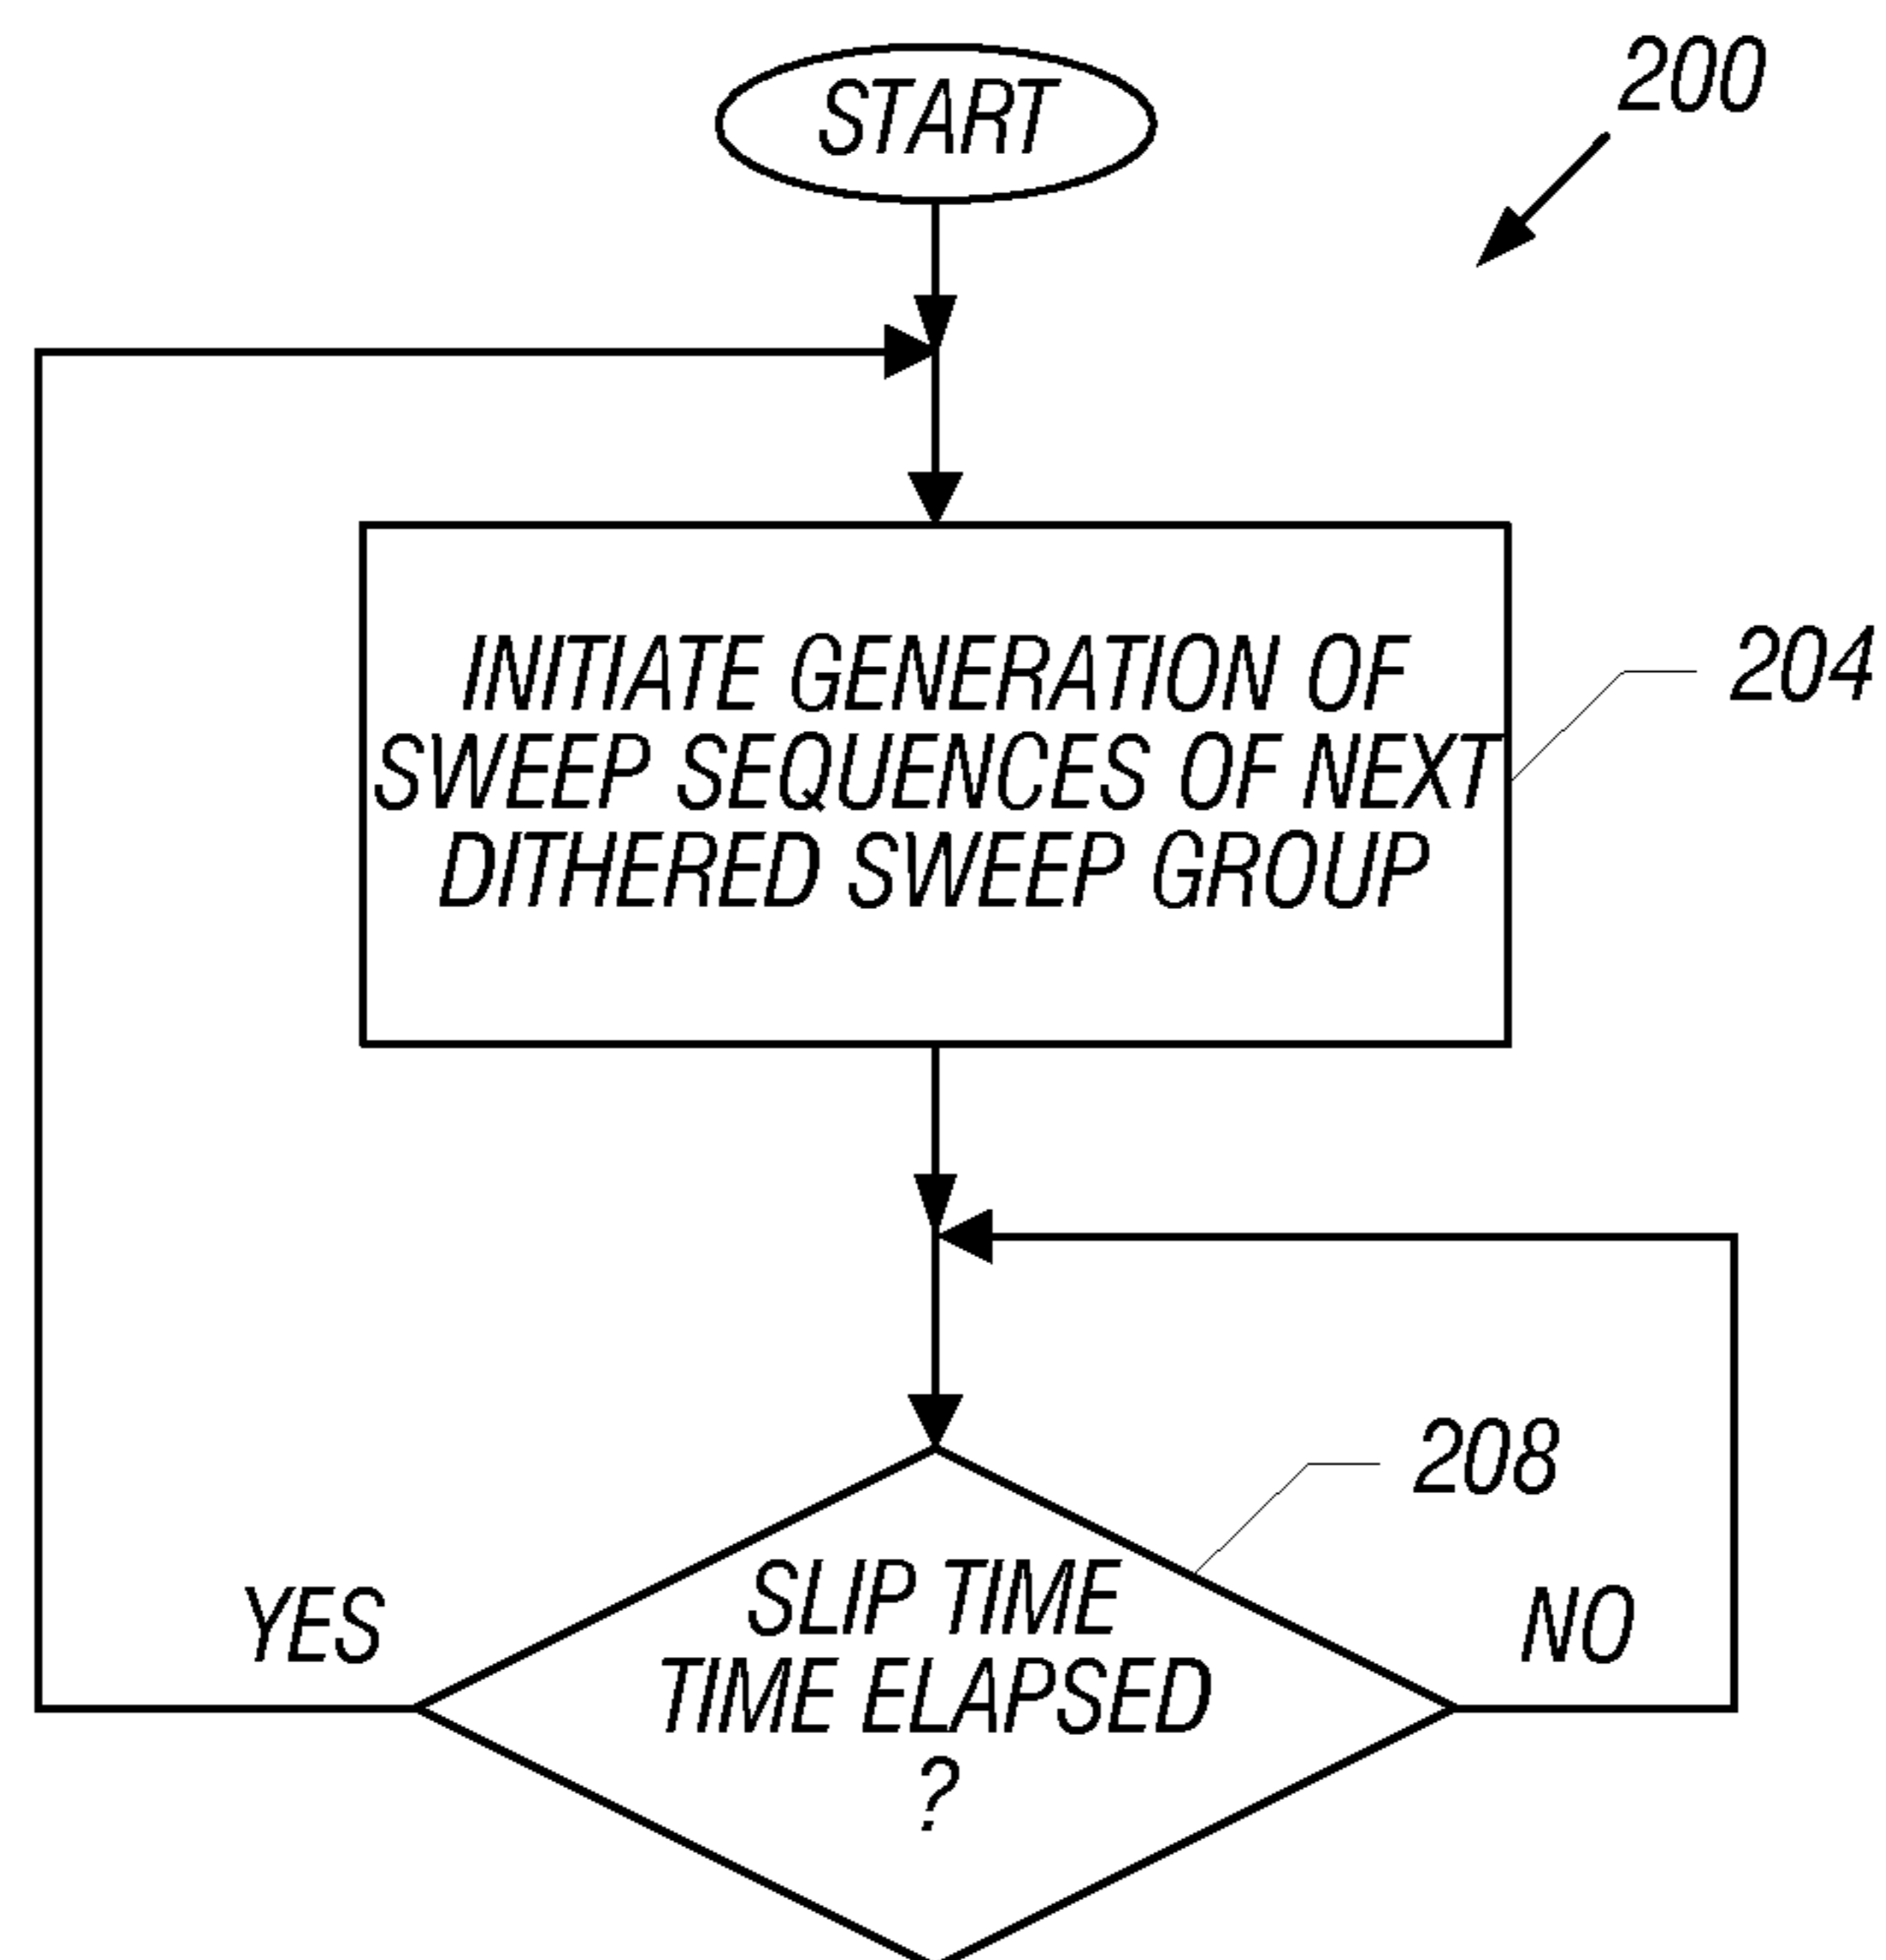 START
200
INITIATE GENERATION OF
SWEEP SEQUENCES OF NEXT
DITHERED SWEEP GROUP
204
208
SLIP TIME
TIME ELAPSED
?
YES
NO